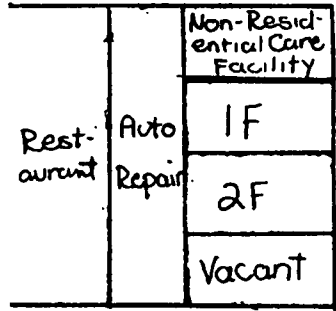 Rest-
aurant
Auto
Repair
Non-Resid-
ential Care
Facility
1F
2F
Vacant